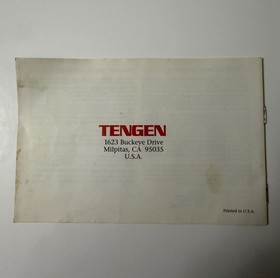 TENGEN
1623 Buckeye Drive
Milpitas, CA 95035
U.S.A.
Printed in U.S.A.